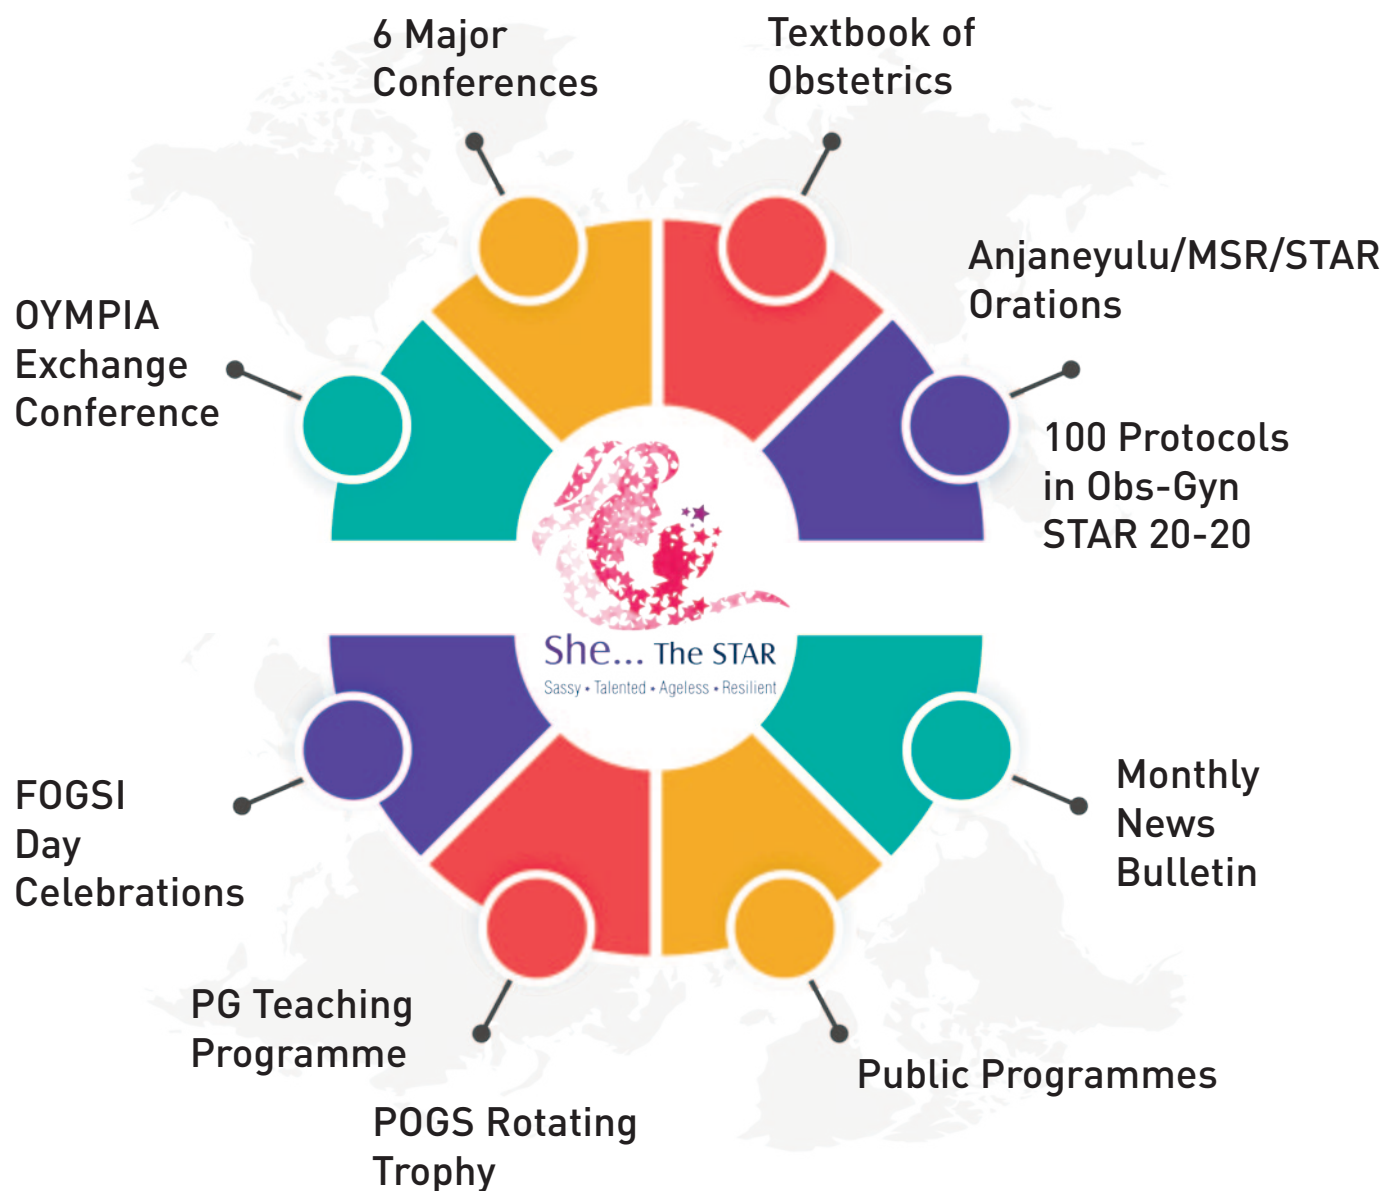 6 Major
Conferences
Textbook of
Obstetrics
Anjaneyulu/MSR/STAR
Orations
OYMPIA
Exchange
Conference
100 Protocols
in Obs-Gyn
STAR 20-20
She... The STAR
Sassy • Talented • Ageless • Resilient
FOGSI
Day
Celebrations
Monthly
News
Bulletin
PG Teaching
Programme
Public Programmes
POGS Rotating
Trophy